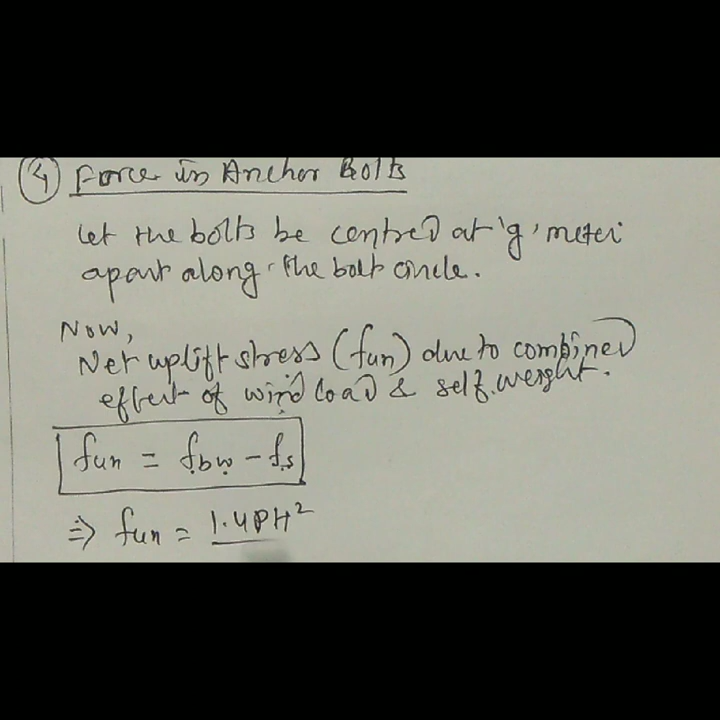 ④ Force in Anchor Bolts
Let the bolts be centred at 'g' meter
apart along the bolt circle.
Now,
Net uplift stress (fun) due to combined
effect of wind load & self weight.
fun = fbw - fs
⇒ fun = 1.4PH²